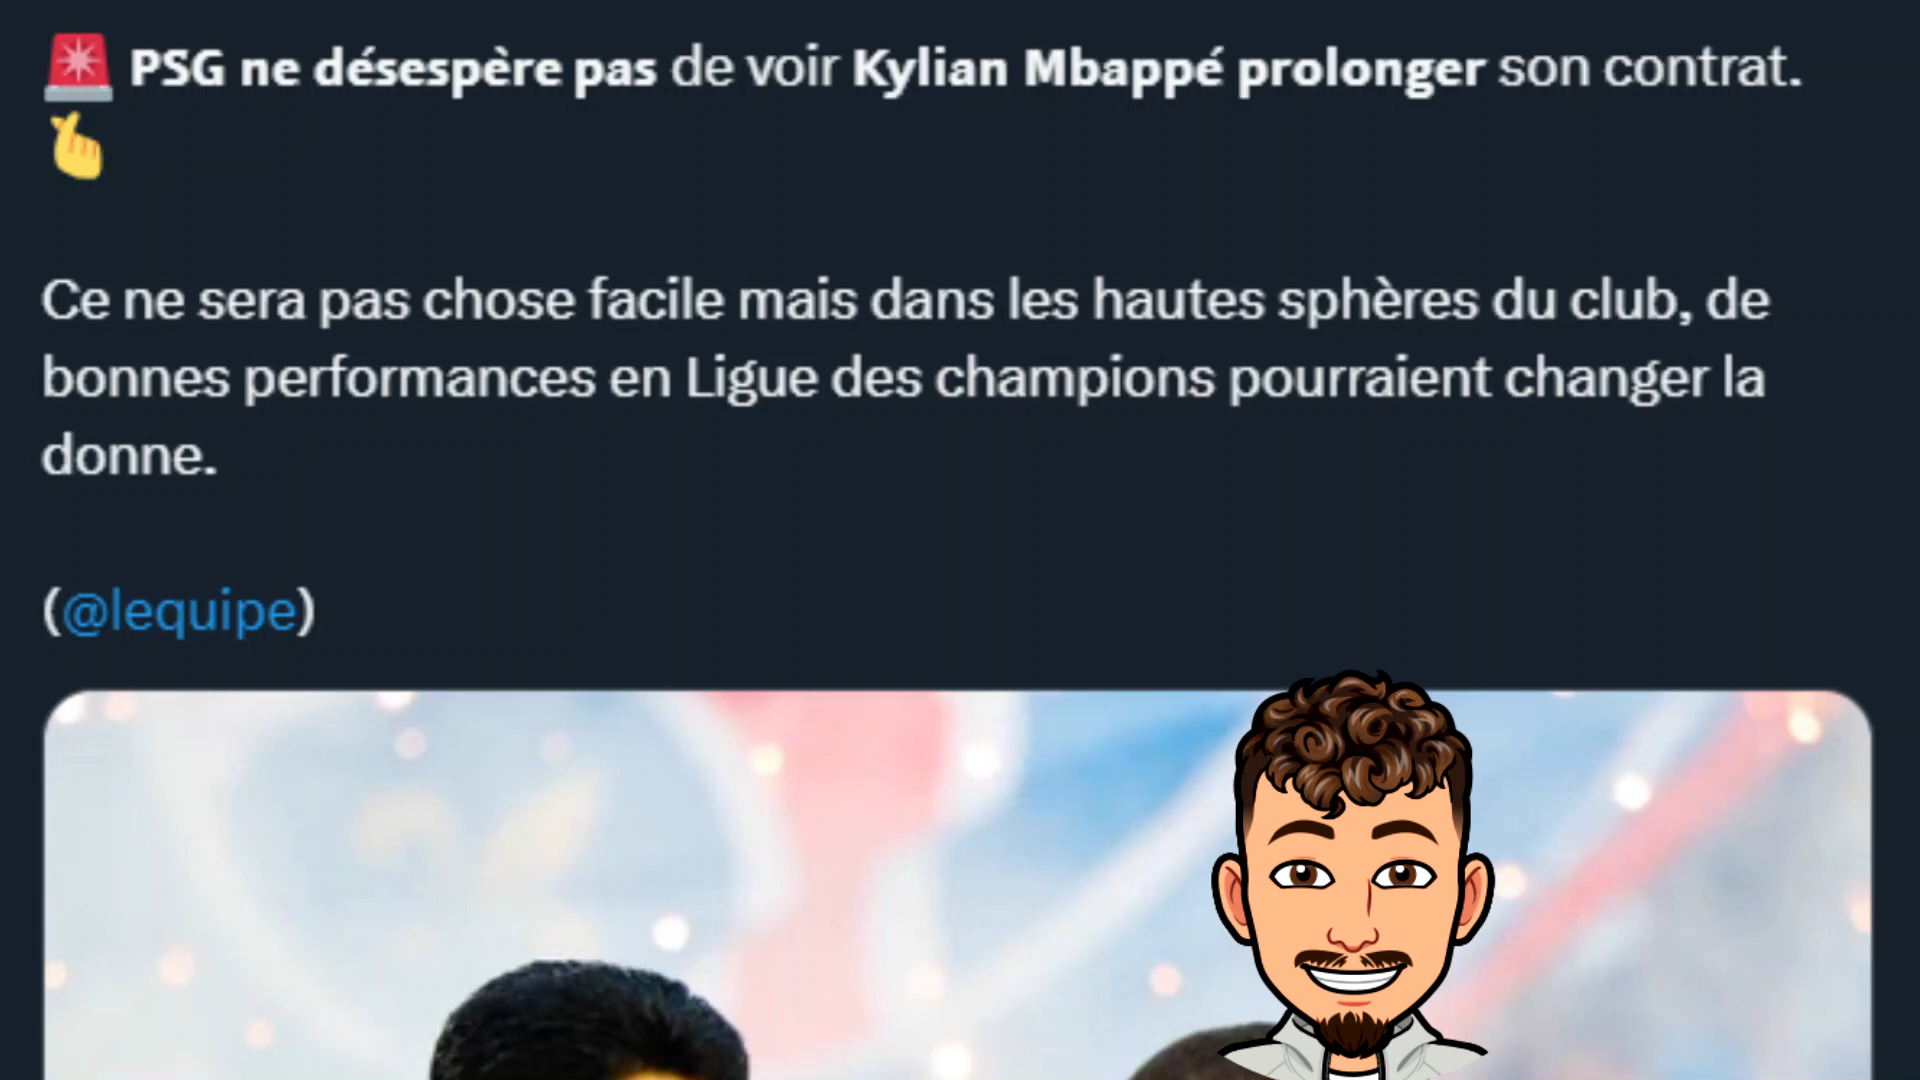 PSG ne désespère pas de voir Kylian Mbappé prolonger son contrat.
Ce ne sera pas chose facile mais dans les hautes sphères du club, de
bonnes performances en Ligue des champions pourraient changer la
donne.
(@lequipe)